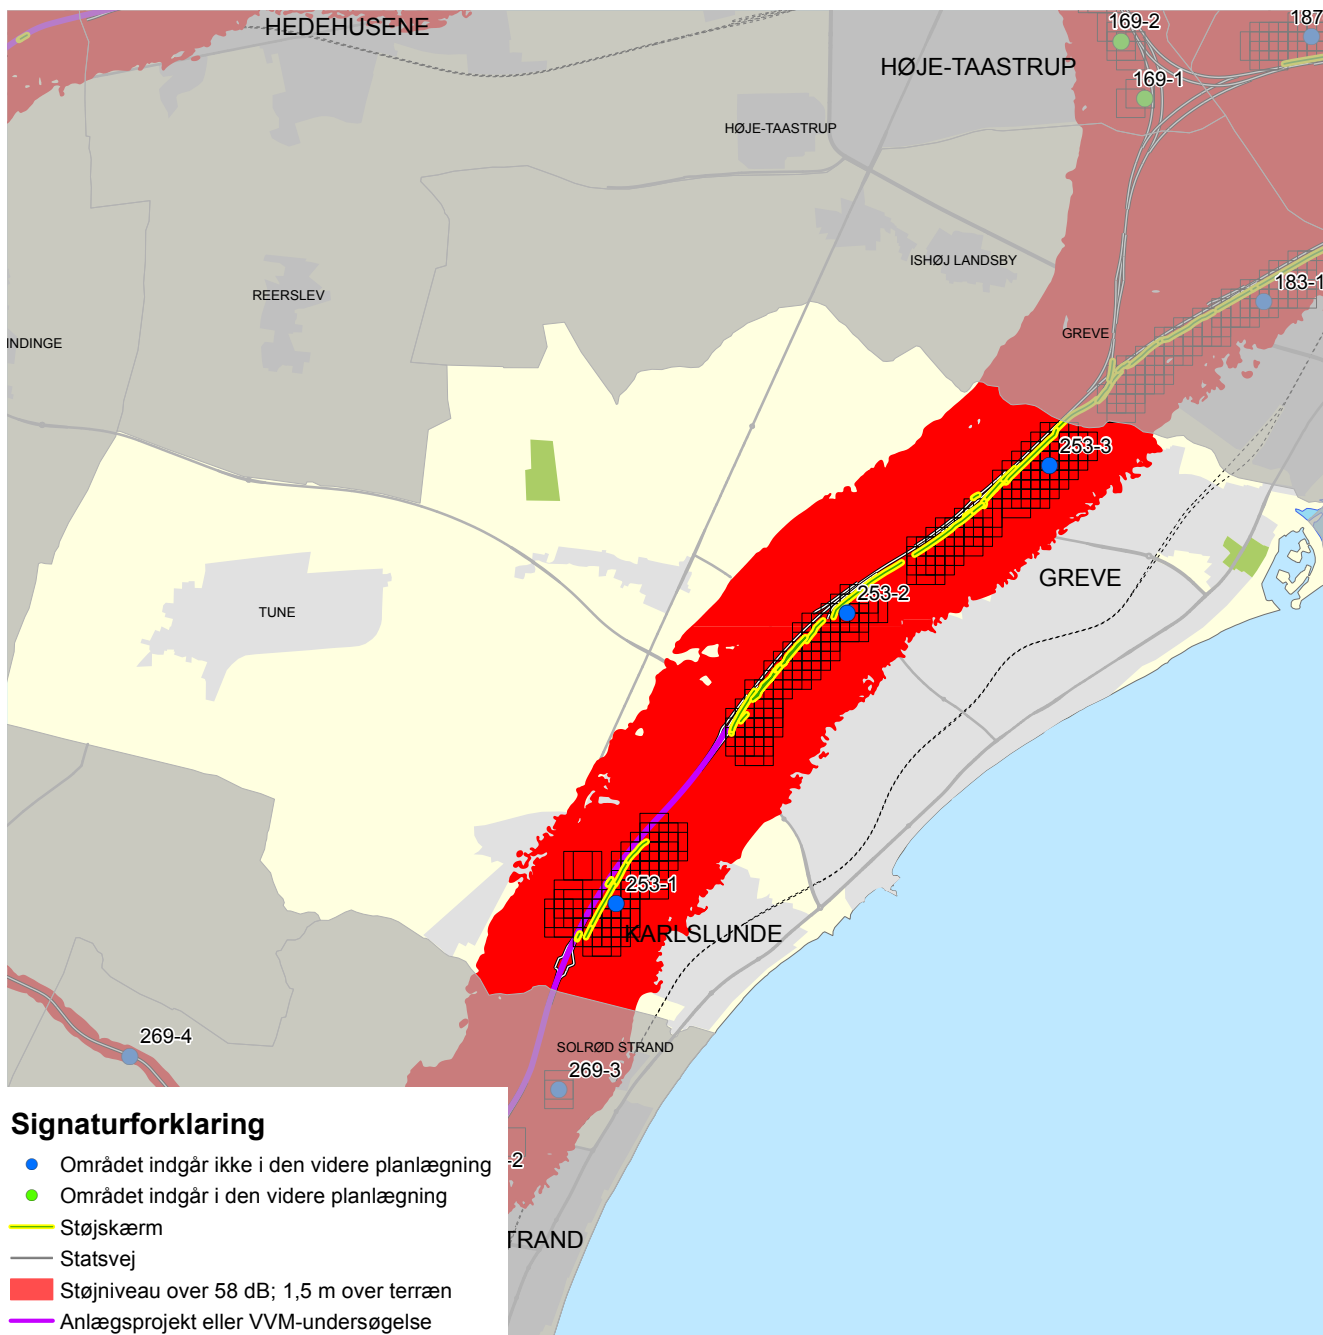 HEDEHUSENE
169-2
187
HØJE-TAASTRUP
169-1
HØJE-TAASTRUP
ISHØJ LANDSBY
183-1
REERSLEV
GREVE
INDINGE
253-3
GREVE
253-2
TUNE
253-1
KARLSLUNDE
269-4
SOLRØD STRAND
269-3
-2
TRAND
Signaturforklaring
Området indgår ikke i den videre planlægning
Området indgår i den videre planlægning
Støjskærm
Statsvej
Støjniveau over 58 dB; 1,5 m over terræn
Anlægsprojekt eller VVM-undersøgelse